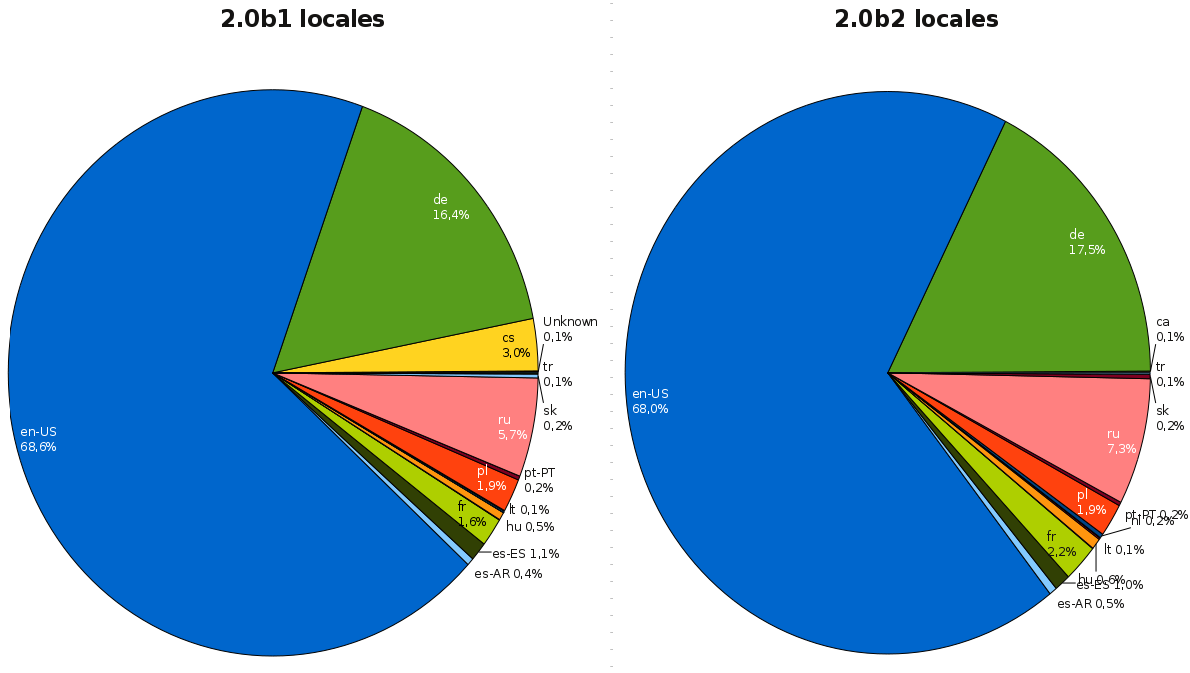 2.0b1 locales
de
16,4%
Unknown
0,1%
cs
3,0%
tr
0,1%
sk
0,2%
ru
5,7%
en-US
68,6%
pt-PT
0,2%
pl
1,9%
lt 0,1%
fr
1,6%
hu 0,5%
es-ES 1,1%
es-AR 0,4%
2.0b2 locales
de
17,5%
ca
0,1%
tr
0,1%
sk
0,2%
en-US
68,0%
ru
7,3%
pl
1,9%
pt-PT 0,2%
nl 0,2%
fr
2,2%
lt 0,1%
hu 0,6%
es-ES 1,0%
es-AR 0,5%